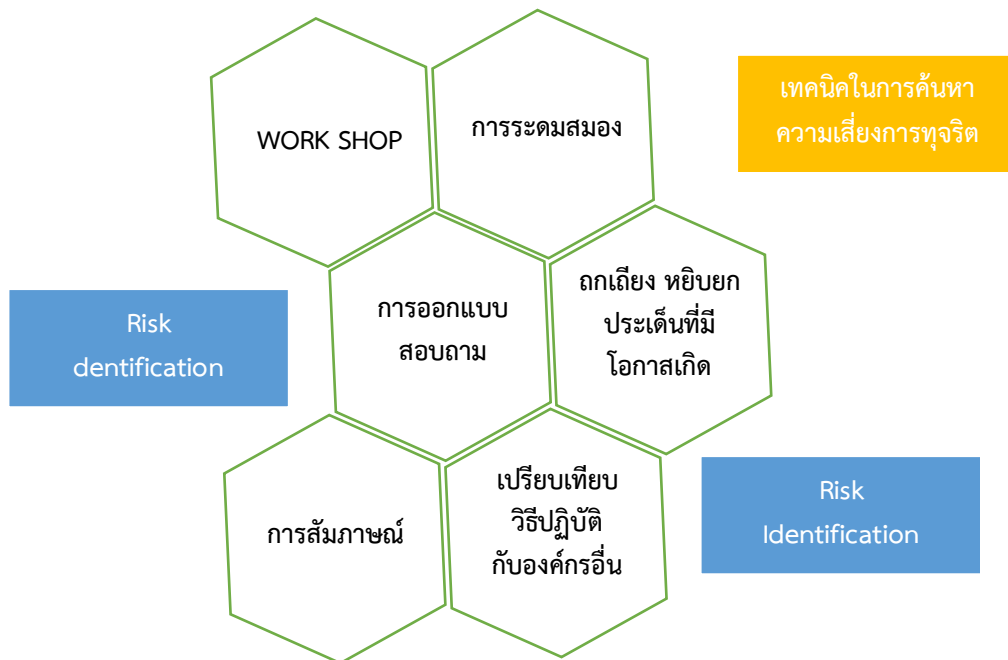 WORK SHOP
การระดมสมอง
เทคนิคในการค้นหา
ความเสี่ยงการทุจริต
Risk
dentification
การออกแบบ
สอบถาม
ถกเถียง หยิบยก
ประเด็นที่มี
โอกาสเกิด
การสัมภาษณ์
เปรียบเทียบ
วิธีปฏิบัติ
กับองค์กรอื่น
Risk
Identification